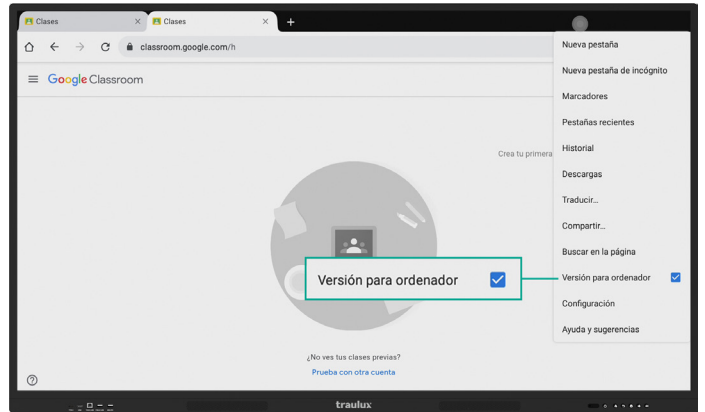 Clases
Clases
classroom.google.com/h
Google Classroom
Crea tu primera
Nueva pestaña
Nueva pestaña de incógnito
Marcadores
Pestañas recientes
Historial
Descargas
Traducir...
Compartir...
Buscar en la página
Versión para ordenador
Configuración
Ayuda y sugerencias
Versión para ordenador
¿No ves tus clases previas?
Prueba con otra cuenta
traulux